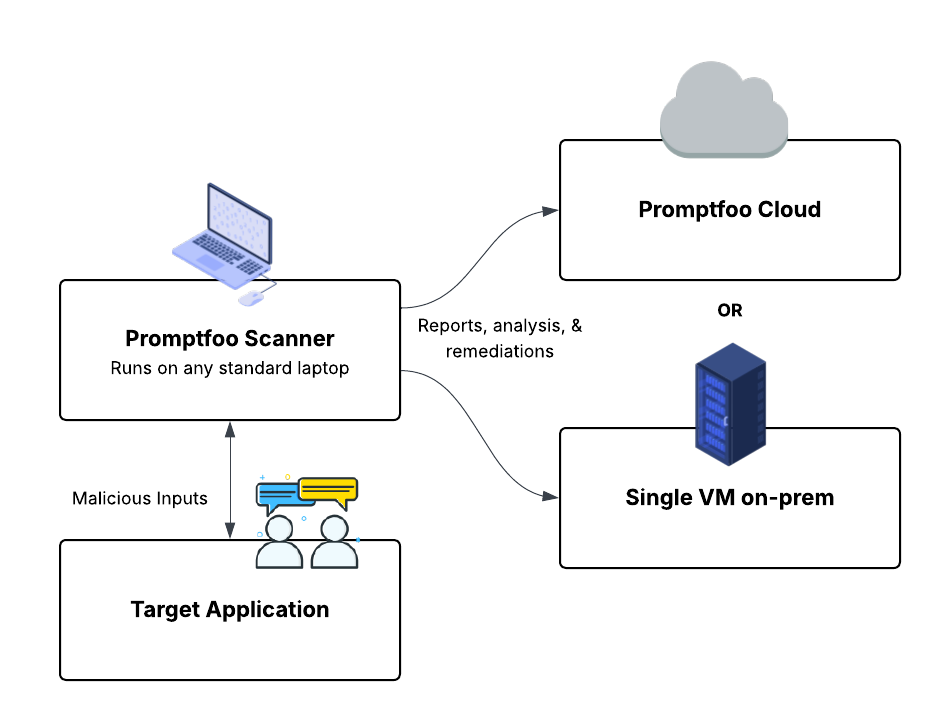 Promptfoo Cloud
OR
Promptfoo Scanner
Runs on any standard laptop
Reports, analysis, &
remediations
Single VM on-prem
Malicious Inputs
Target Application